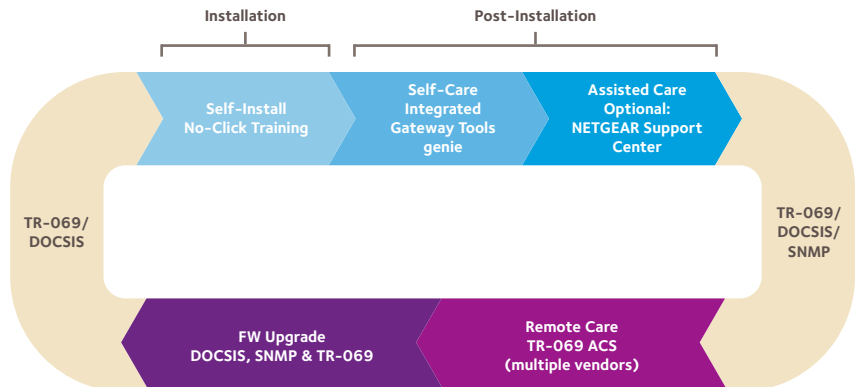 Installation
Post-Installation
Self-Install
No-Click Training
Self-Care
Integrated
Gateway Tools
genie
Assisted Care
Optional:
NETGEAR Support
Center
TR-069/
DOCSIS
TR-069/
DOCSIS/
SNMP
FW Upgrade
DOCSIS, SNMP & TR-069
Remote Care
TR-069 ACS
(multiple vendors)